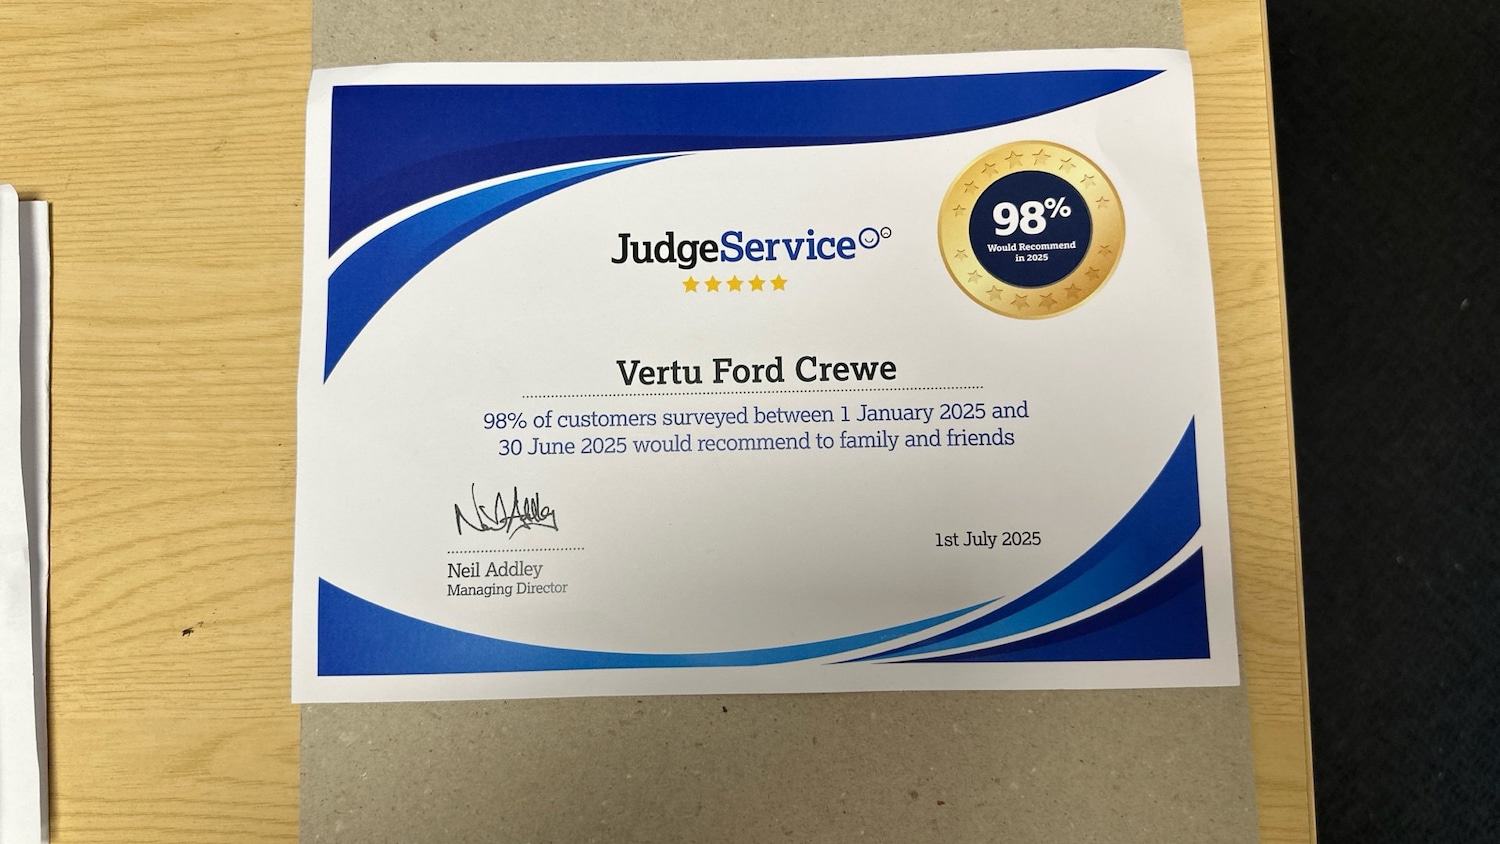 JudgeService
98%
Would Recommend
in 2025
Vertu Ford Crewe
98% of customers surveyed between 1 January 2025 and
30 June 2025 would recommend to family and friends
1st July 2025
Neil Addley
Managing Director